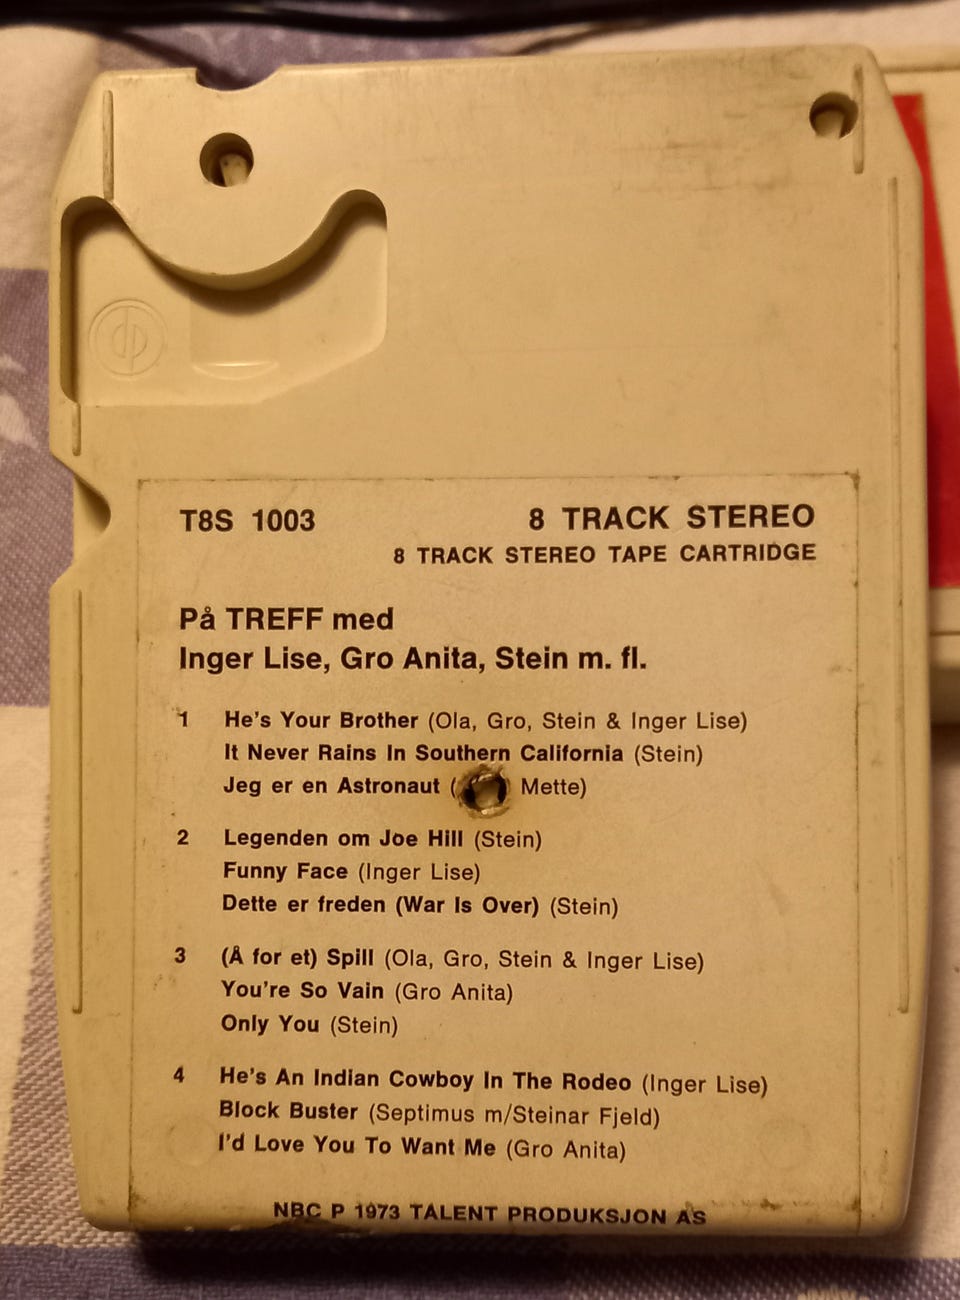 T8S 1003 8 TRACK STEREO
8 TRACK STEREO TAPE CARTRIDGE
På TREFF med
Inger Lise, Gro Anita, Stein m. fl.
1 He's Your Brother (Ola, Gro, Stein & Inger Lise)
It Never Rains In Southern California (Stein)
Jeg er en Astronaut ( Mette)
2 Legenden om Joe Hill (Stein)
Funny Face (Inger Lise)
Dette er freden (War Is Over) (Stein)
3 (Å for et) Spill (Ola, Gro, Stein & Inger Lise)
You're So Vain (Gro Anita)
Only You (Stein)
4 He's An Indian Cowboy In The Rodeo (Inger Lise)
Block Buster (Septimus m/Steinar Fjeld)
I'd Love You To Want Me (Gro Anita)
NBC P 1973 TALENT PRODUKSJON AS